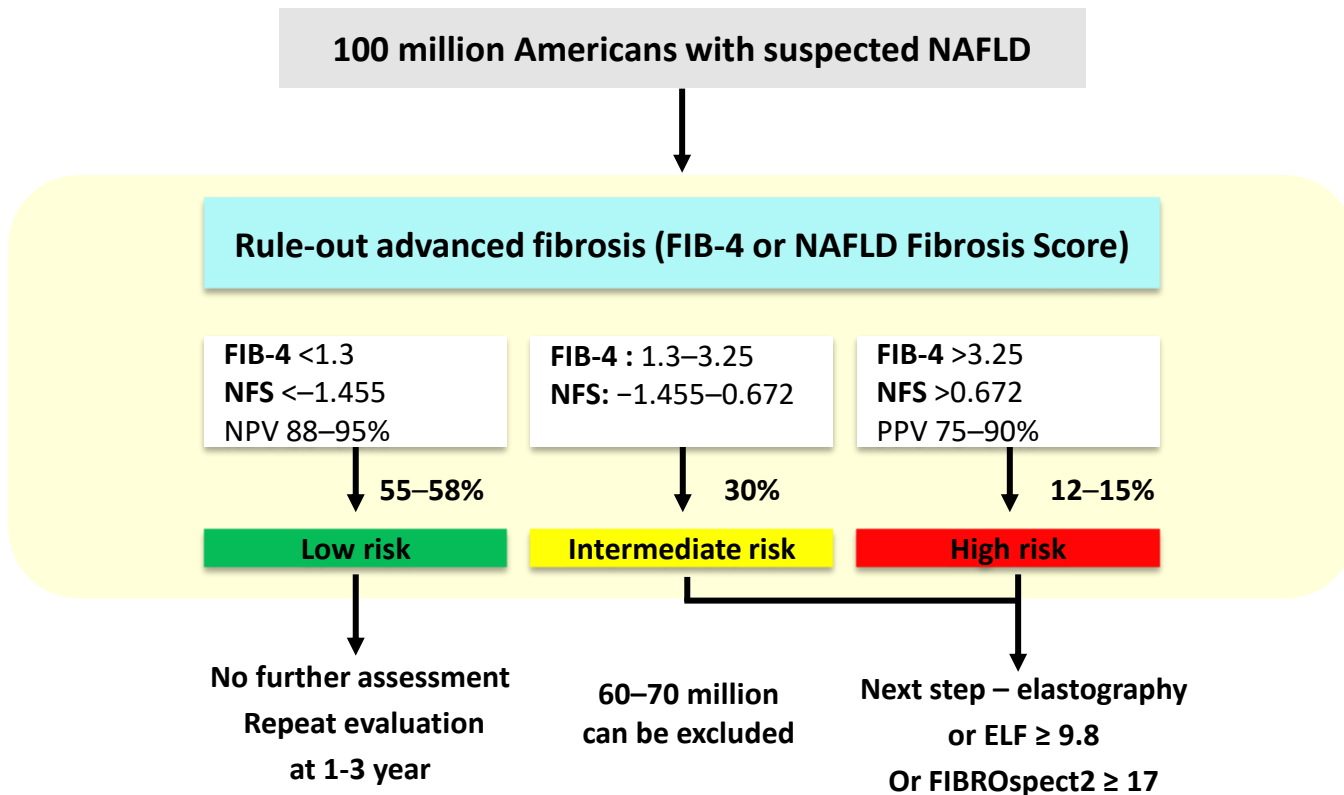 100 million Americans with suspected NAFLD
Rule-out advanced fibrosis (FIB-4 or NAFLD Fibrosis Score)
FIB-4 <1.3
NFS <–1.455
NPV 88–95%
FIB-4 : 1.3–3.25
NFS: −1.455–0.672
FIB-4 >3.25
NFS >0.672
PPV 75–90%
55–58%
30%
12–15%
Low risk
Intermediate risk
High risk
No further assessment
Repeat evaluation
at 1-3 year
60–70 million
can be excluded
Next step – elastography
or ELF ≥ 9.8
Or FIBROspect2 ≥ 17